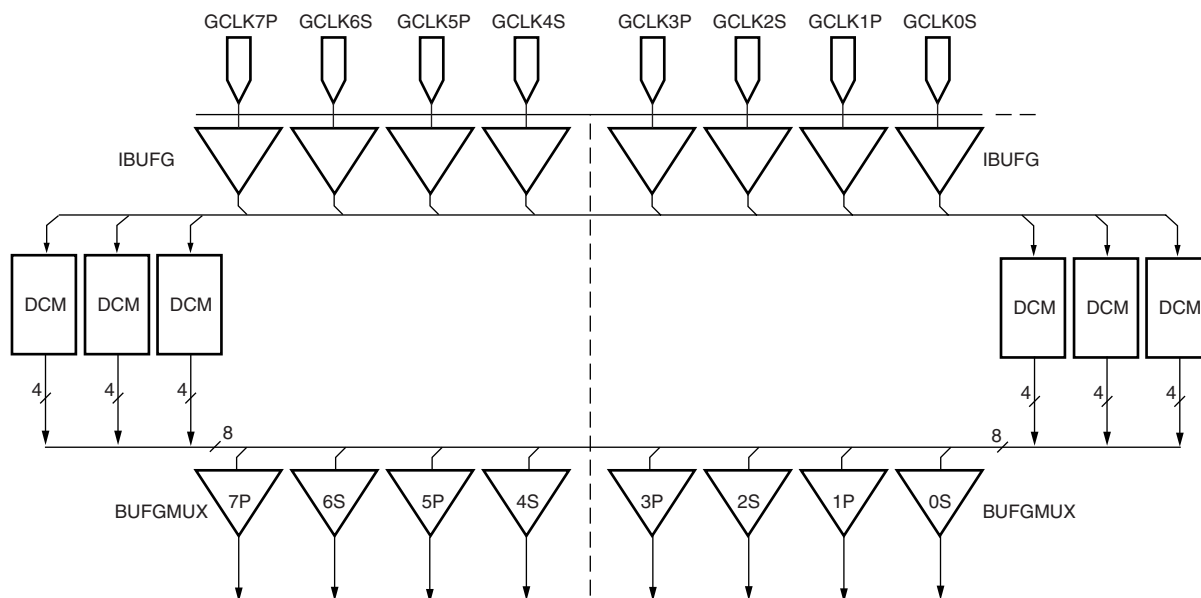 GCLK7P GCLK6S GCLK5P GCLK4S GCLK3P GCLK2S GCLK1P GCLK0S
IBUFG IBUFG
DCM DCM DCM DCM DCM DCM
4 4 4 4 4 4
8 8
BUFGMUX 7P 6S 5P 4S 3P 2S 1P 0S BUFGMUX